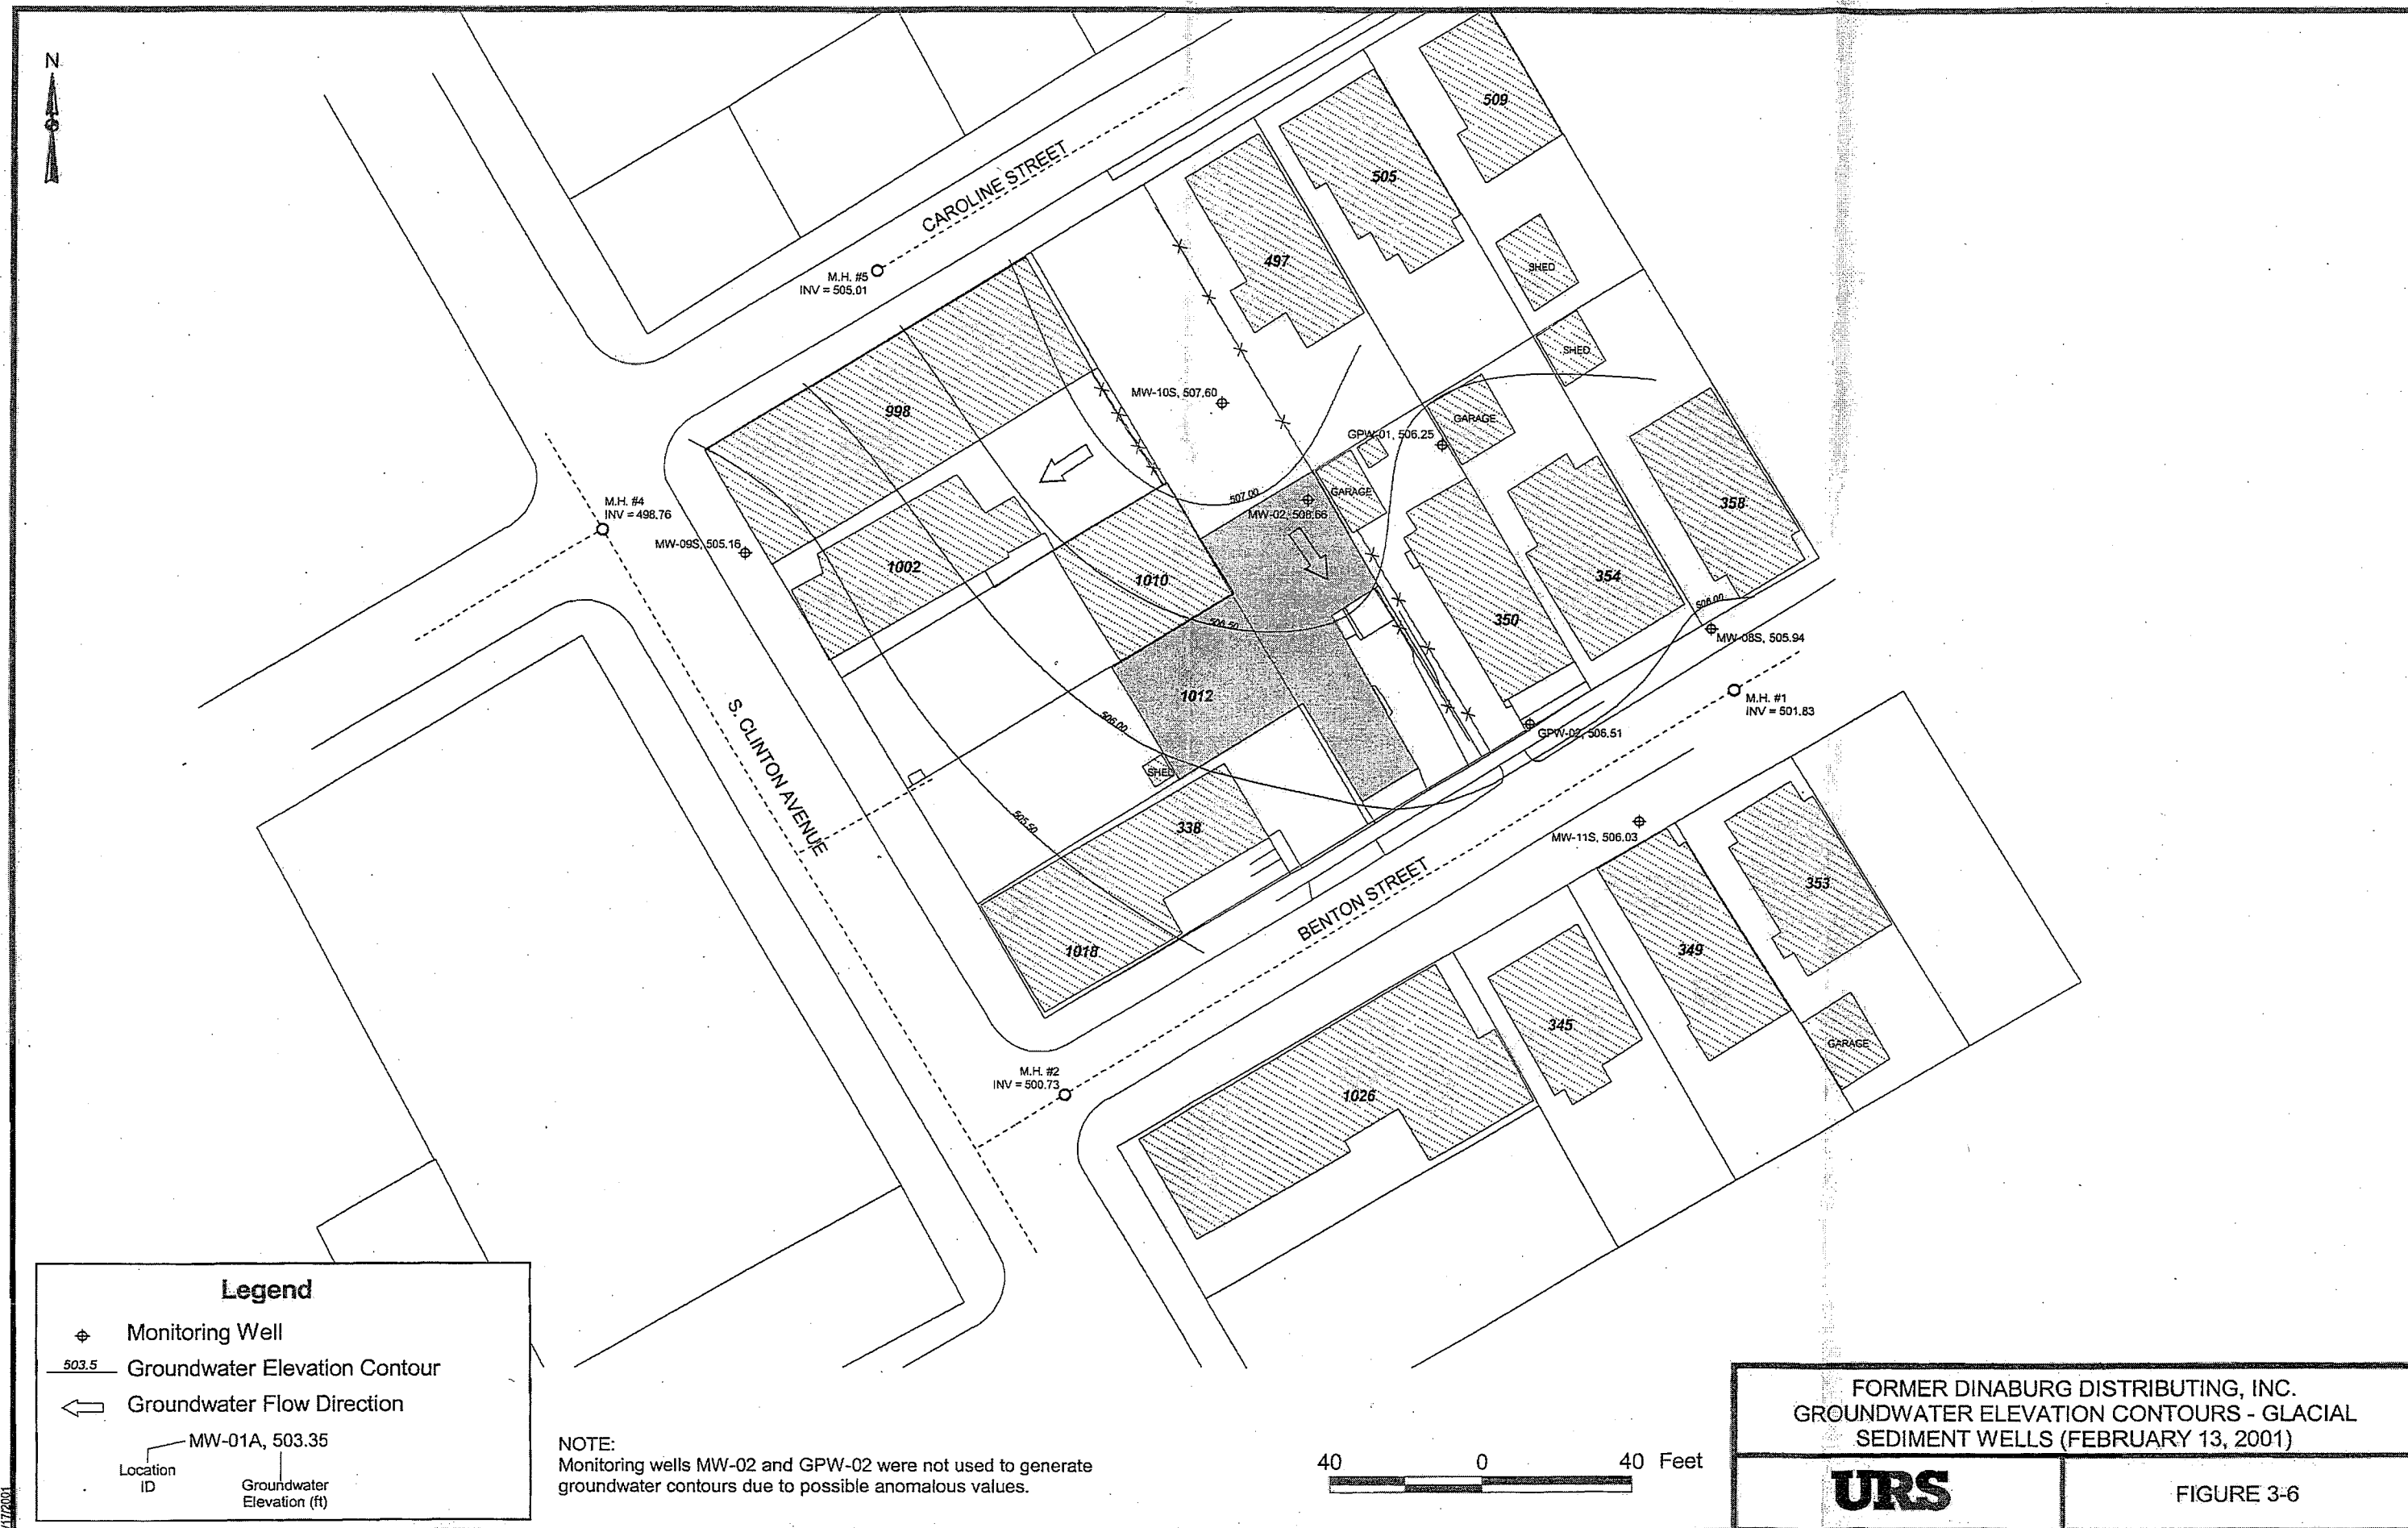 N
CAROLINE STREET
M.H. #5
INV = 505.01
509
505
497
SHED
SHED
998
MW-10S, 507.60
GPW-01, 506.25
GARAGE
507.00
GARAGE
358
M.H. #4
INV = 498.76
MW-09S, 505.16
1002
1010
354
506.00
350
MW-08S, 505.94
506.50
1012
M.H. #1
INV = 501.83
S. CLINTON AVENUE
506.00
GPW-02, 506.51
SHED
505.50
338
MW-11S, 506.03
BENTON STREET
353
1018
349
345
GARAGE
M.H. #2
INV = 500.73
1026
Legend
Monitoring Well
503.5 Groundwater Elevation Contour
Groundwater Flow Direction
MW-01A, 503.35
Location
ID
Groundwater
Elevation (ft)
NOTE:
Monitoring wells MW-02 and GPW-02 were not used to generate
groundwater contours due to possible anomalous values.
40 0 40 Feet
FORMER DINABURG DISTRIBUTING, INC.
GROUNDWATER ELEVATION CONTOURS - GLACIAL
SEDIMENT WELLS (FEBRUARY 13, 2001)
URS
FIGURE 3-6